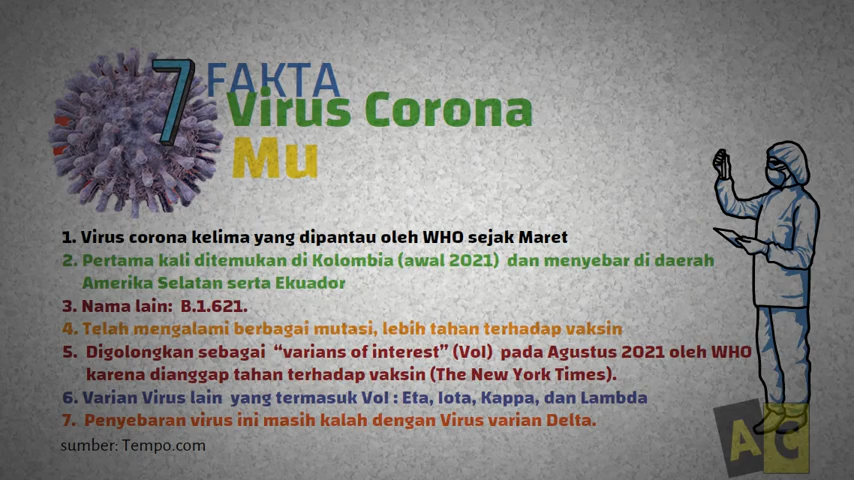 7 FAKTA
Virus Corona
Mu
1. Virus corona kelima yang dipantau oleh WHO sejak Maret
2. Pertama kali ditemukan di Kolombia (awal 2021) dan menyebar di daerah
Amerika Selatan serta Ekuador
3. Nama lain: B.1.621.
4. Telah mengalami berbagai mutasi, lebih tahan terhadap vaksin
5. Digolongkan sebagai “varians of interest” (VoI) pada Agustus 2021 oleh WHO
karena dianggap tahan terhadap vaksin (The New York Times).
6. Varian Virus lain yang termasuk VoI : Eta, Iota, Kappa, dan Lambda
7. Penyebaran virus ini masih kalah dengan Virus varian Delta.
sumber: Tempo.com
AC